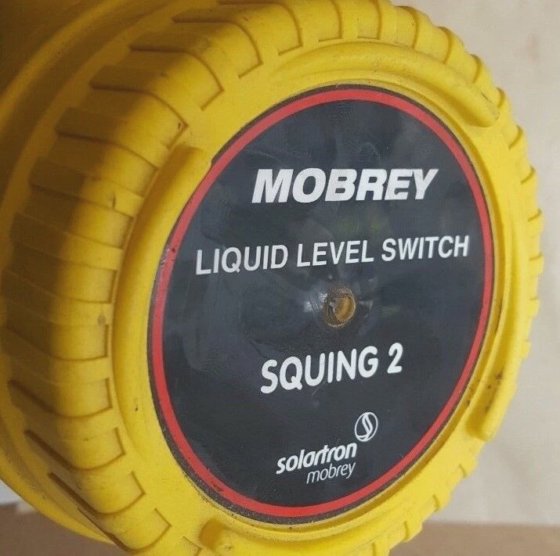 MOBREY
LIQUID LEVEL SWITCH
SQUING 2
solartron
mobrey